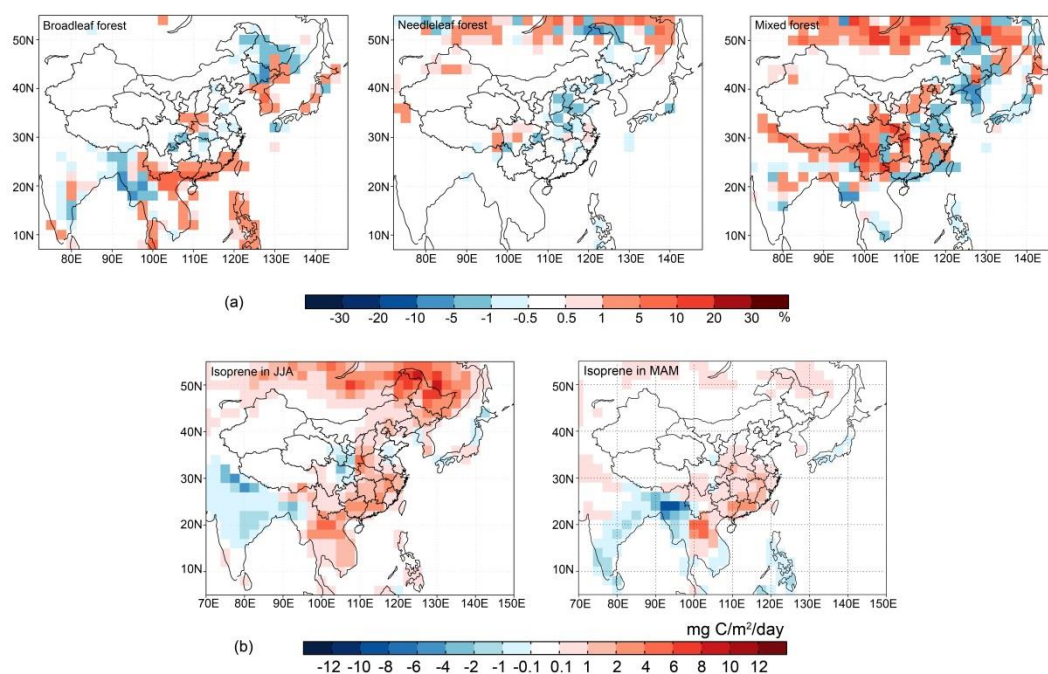 Broadleaf forest
Needleleaf forest
Mixed forest
50N
40N
30N
20N
10N
50N
40N
30N
20N
10N
50N
40N
30N
20N
10N
80E 90E 100E 110E 120E 130E 140E
80E 90E 100E 110E 120E 130E 140E
80E 90E 100E 110E 120E 130E 140E
(a)
-30 -20 -10 -5 -1 -0.5 0.5 1 5 10 20 30 %
Isoprene in JJA
Isoprene in MAM
50N
40N
30N
20N
10N
50N
40N
30N
20N
10N
70E 80E 90E 100E 110E 120E 130E 140E 150E
70E 80E 90E 100E 110E 120E 130E 140E 150E
mg C/m²/day
(b)
-12 -10 -8 -6 -4 -2 -1 -0.1 0.1 1 2 4 6 8 10 12